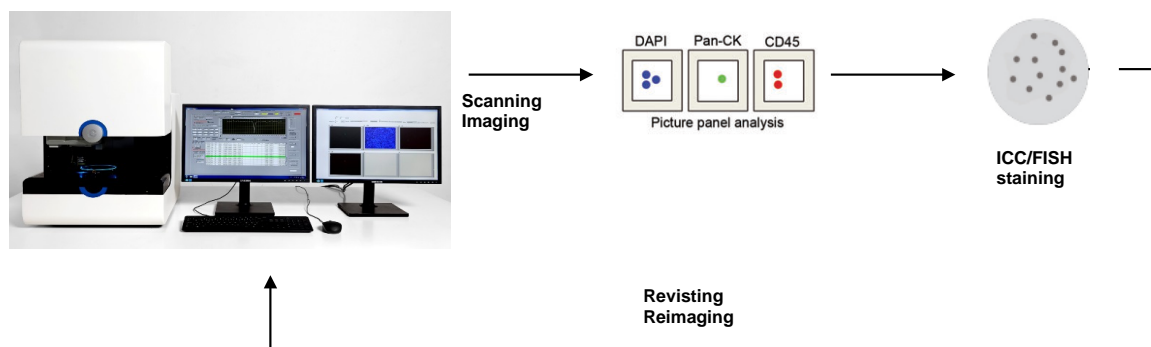 DAPI Pan-CK CD45
Scanning
Imaging
Picture panel analysis
ICC/FISH
staining
Revisting
Reimaging